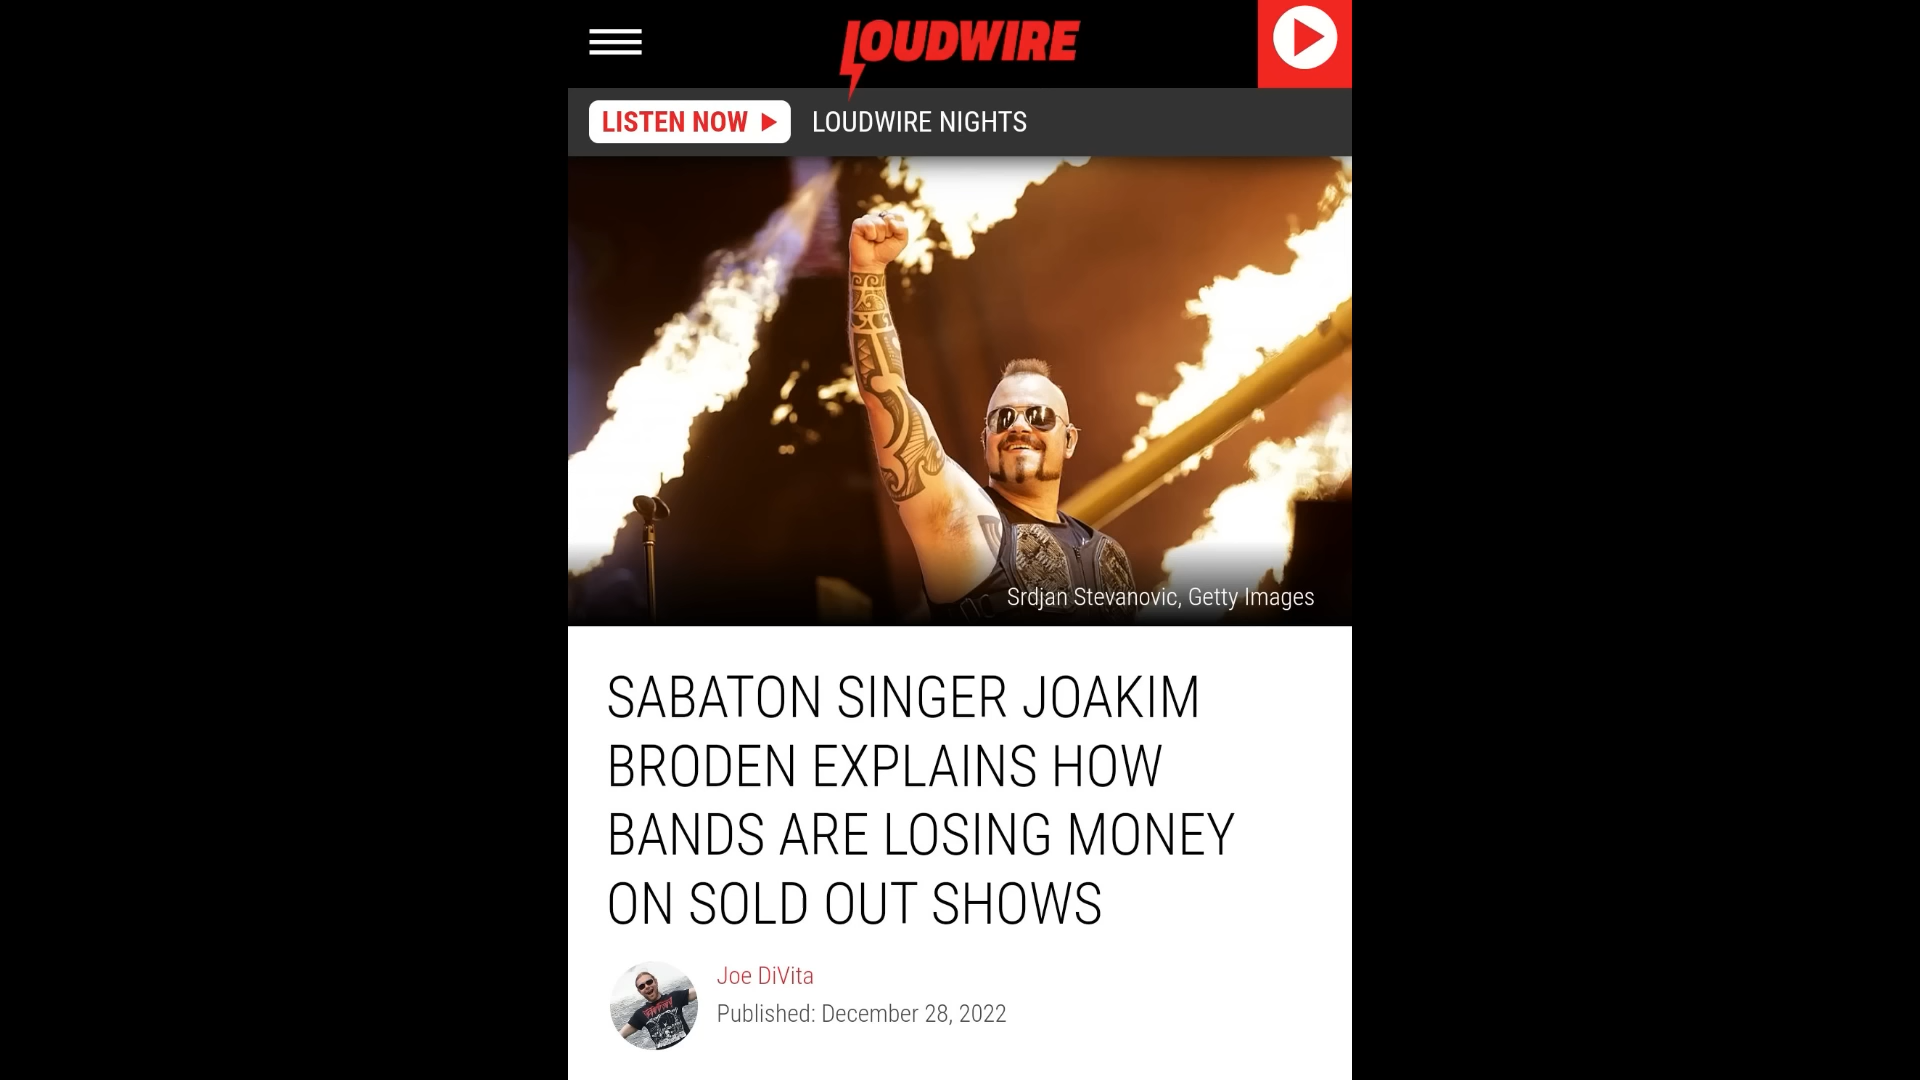 LOUDWIRE
LISTEN NOW LOUDWIRE NIGHTS
Srdjan Stevanovic, Getty Images
SABATON SINGER JOAKIM
BRODEN EXPLAINS HOW
BANDS ARE LOSING MONEY
ON SOLD OUT SHOWS
Joe DiVita
Published: December 28, 2022